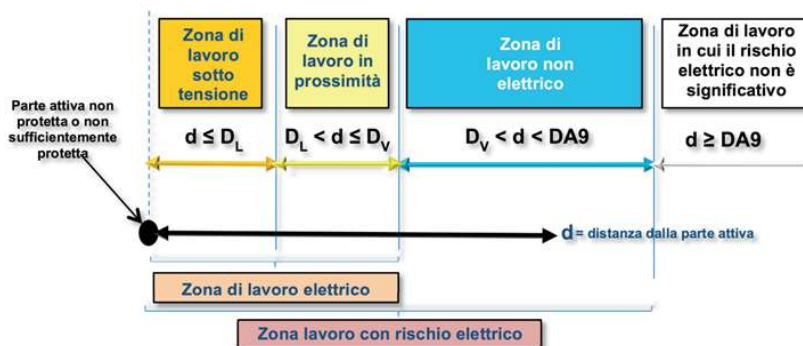 Zona di
lavoro
sotto
tensione
Zona di
lavoro in
prossimità
Zona di
lavoro non
elettrico
Zona di lavoro
in cui il rischio
elettrico non è
significativo
Parte attiva non
protetta o non
sufficientemente
protetta
d ≤ DL
DL < d ≤ DV
DV < d < DA9
d ≥ DA9
d = distanza dalla parte attiva
Zona di lavoro elettrico
Zona lavoro con rischio elettrico